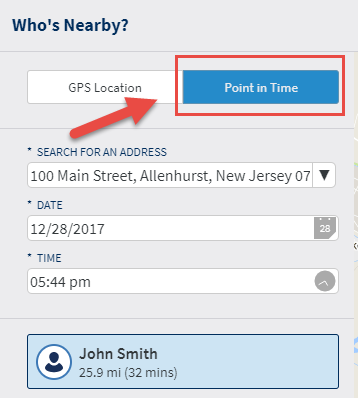 Who's Nearby?
GPS Location Point in Time
* SEARCH FOR AN ADDRESS
100 Main Street, Allenhurst, New Jersey 07
* DATE
12/28/2017 28
* TIME
05:44 pm
John Smith
25.9 mi (32 mins)